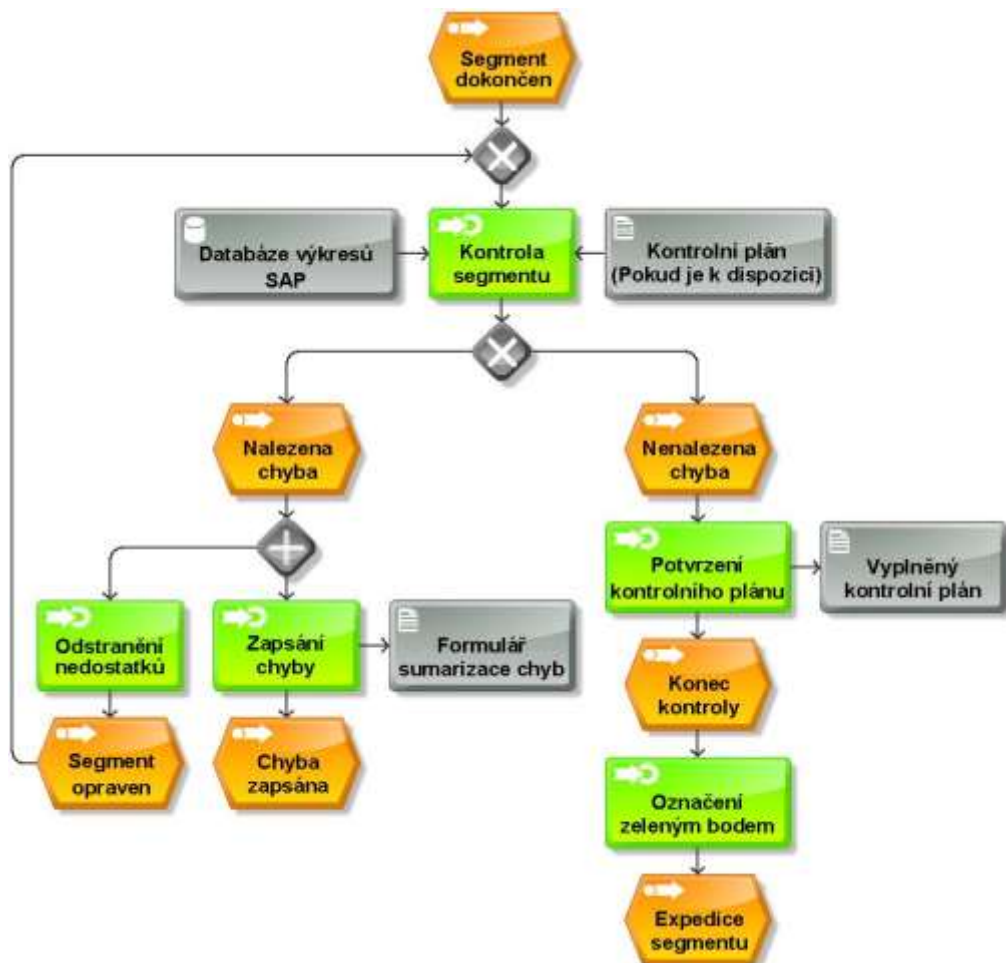 Segment
dokončen
Databáze výkresů
SAP
Kontrola
segmentu
Kontrolní plán
(Pokud je k dispozici)
Nalezena
chyba
Nenalezena
chyba
Potvrzení
kontrolního plánu
Vyplněný
kontrolní plán
Odstranění
nedostatků
Zapsání
chyby
Formulář
sumarizace chyb
Konec
kontroly
Segment
opraven
Chyba
zapsána
Označení
zeleným bodem
Expedice
segmentu